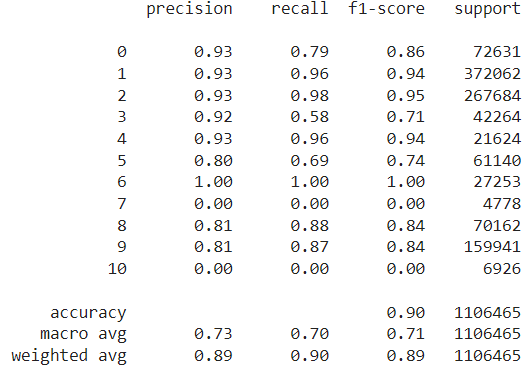 precision recall f1-score support
0 0.93 0.79 0.86 72631
1 0.93 0.96 0.94 372062
2 0.93 0.98 0.95 267684
3 0.92 0.58 0.71 42264
4 0.93 0.96 0.94 21624
5 0.80 0.69 0.74 61140
6 1.00 1.00 1.00 27253
7 0.00 0.00 0.00 4778
8 0.81 0.88 0.84 70162
9 0.81 0.87 0.84 159941
10 0.00 0.00 0.00 6926
accuracy 0.90 1106465
macro avg 0.73 0.70 0.71 1106465
weighted avg 0.89 0.90 0.89 1106465